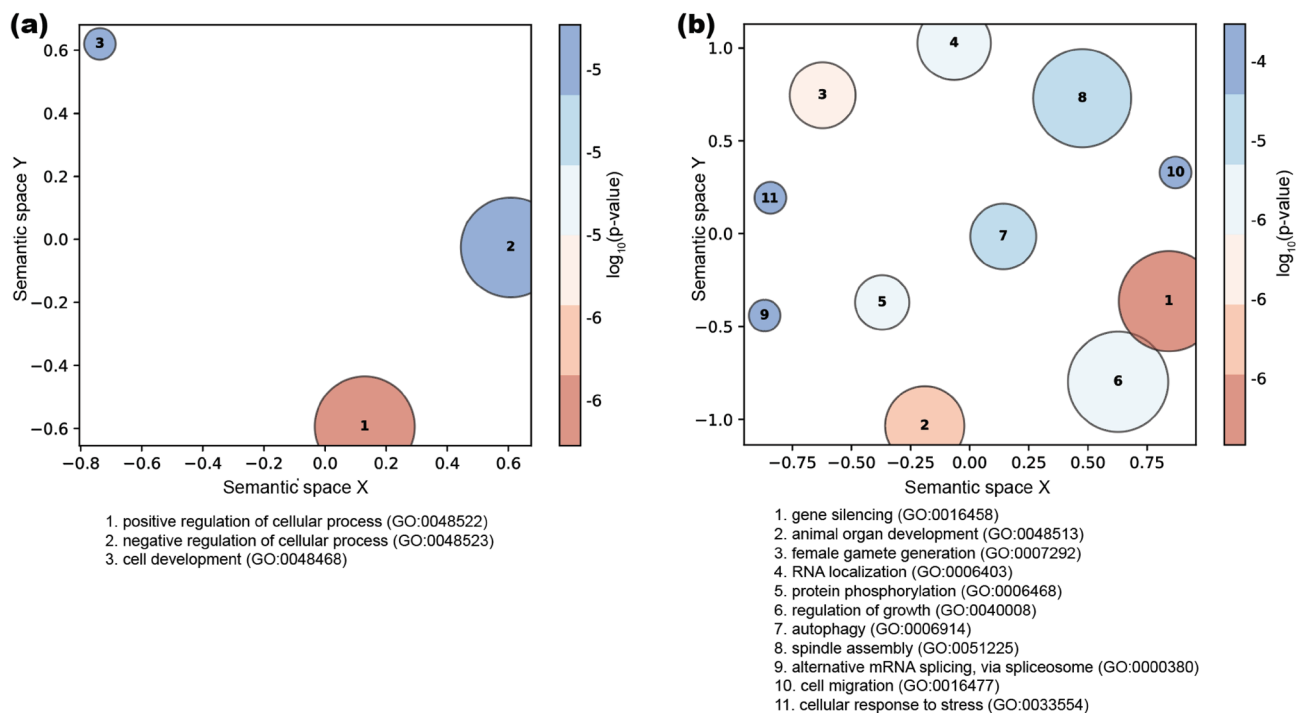 (a)
3
2
1
0.6
0.4
0.2
0.0
−0.2
−0.4
−0.6
−0.8 −0.6 −0.4 −0.2 0.0 0.2 0.4 0.6
Semantic space Y
Semantic space X
-5
-5
-5
-6
-6
log10(p-value)
1. positive regulation of cellular process (GO:0048522)
2. negative regulation of cellular process (GO:0048523)
3. cell development (GO:0048468)
(b)
4
3
8
10
11
7
5
1
9
6
2
1.0
0.5
0.0
−0.5
−1.0
−0.75 −0.50 −0.25 0.00 0.25 0.50 0.75
Semantic space Y
Semantic space X
-4
-5
-6
-6
-6
log10(p-value)
1. gene silencing (GO:0016458)
2. animal organ development (GO:0048513)
3. female gamete generation (GO:0007292)
4. RNA localization (GO:0006403)
5. protein phosphorylation (GO:0006468)
6. regulation of growth (GO:0040008)
7. autophagy (GO:0006914)
8. spindle assembly (GO:0051225)
9. alternative mRNA splicing, via spliceosome (GO:0000380)
10. cell migration (GO:0016477)
11. cellular response to stress (GO:0033554)